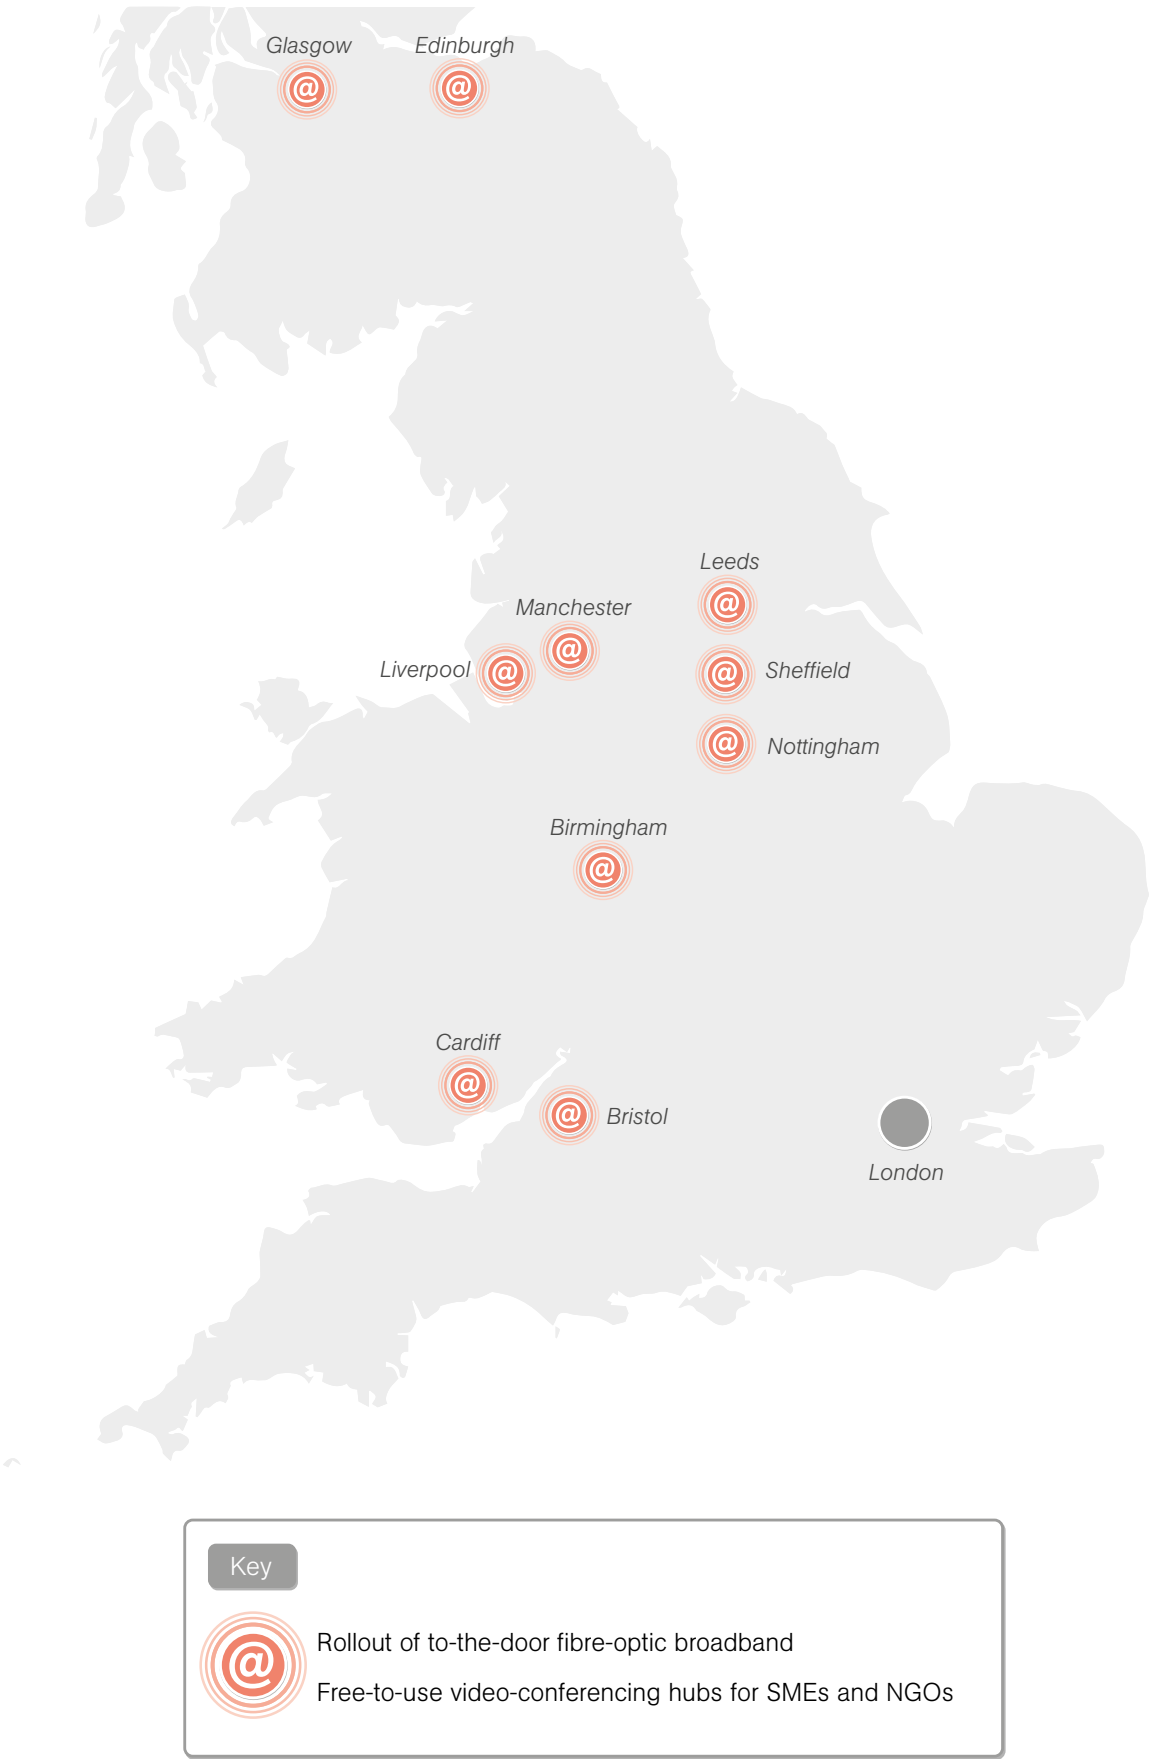 Glasgow
@
Edinburgh
@
Leeds
@
Manchester
@
Liverpool
@
Sheffield
@
Nottingham
@
Birmingham
@
Cardiff
@
Bristol
@
London
Key
@
Rollout of to-the-door fibre-optic broadband
Free-to-use video-conferencing hubs for SMEs and NGOs